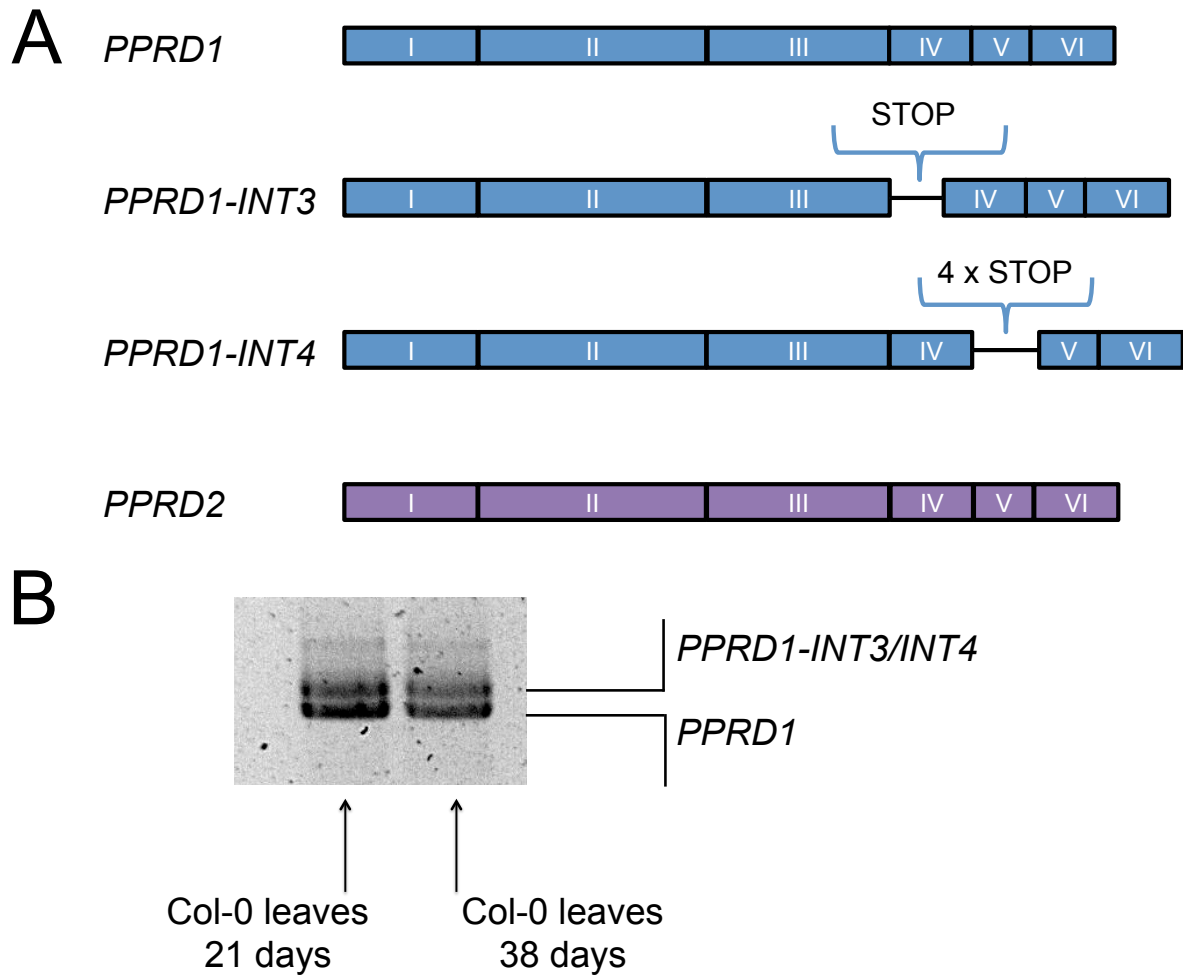 A
PPRD1
I II III IV V VI
STOP
PPRD1-INT3
I II III IV V VI
4 x STOP
PPRD1-INT4
I II III IV V VI
PPRD2
I II III IV V VI
B
PPRD1-INT3/INT4
PPRD1
Col-0 leaves
21 days
Col-0 leaves
38 days